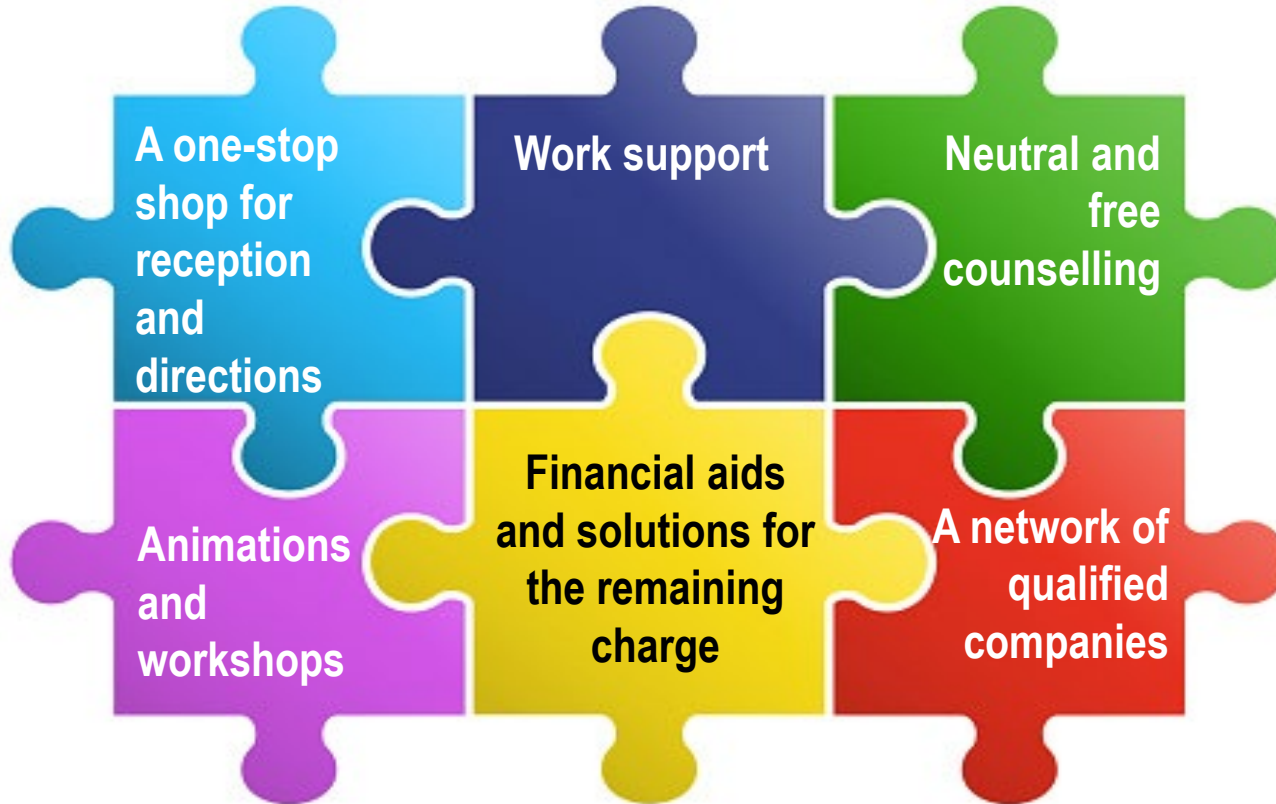 A one-stop
shop for
reception
and
directions
Work support
Neutral and
free
counselling
Animations
and
workshops
Financial aids
and solutions for
the remaining
charge
A network of
qualified
companies